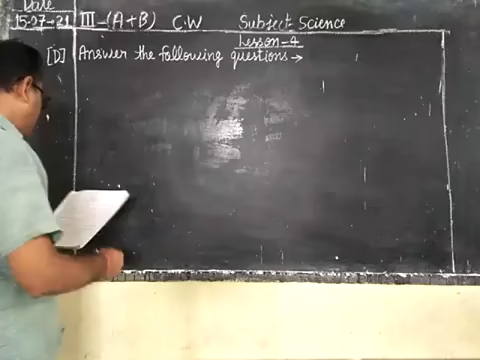 Date
15-07-21 III-(A+B) C.W Subject Science
Lesson-4
[D] Answer the following questions →